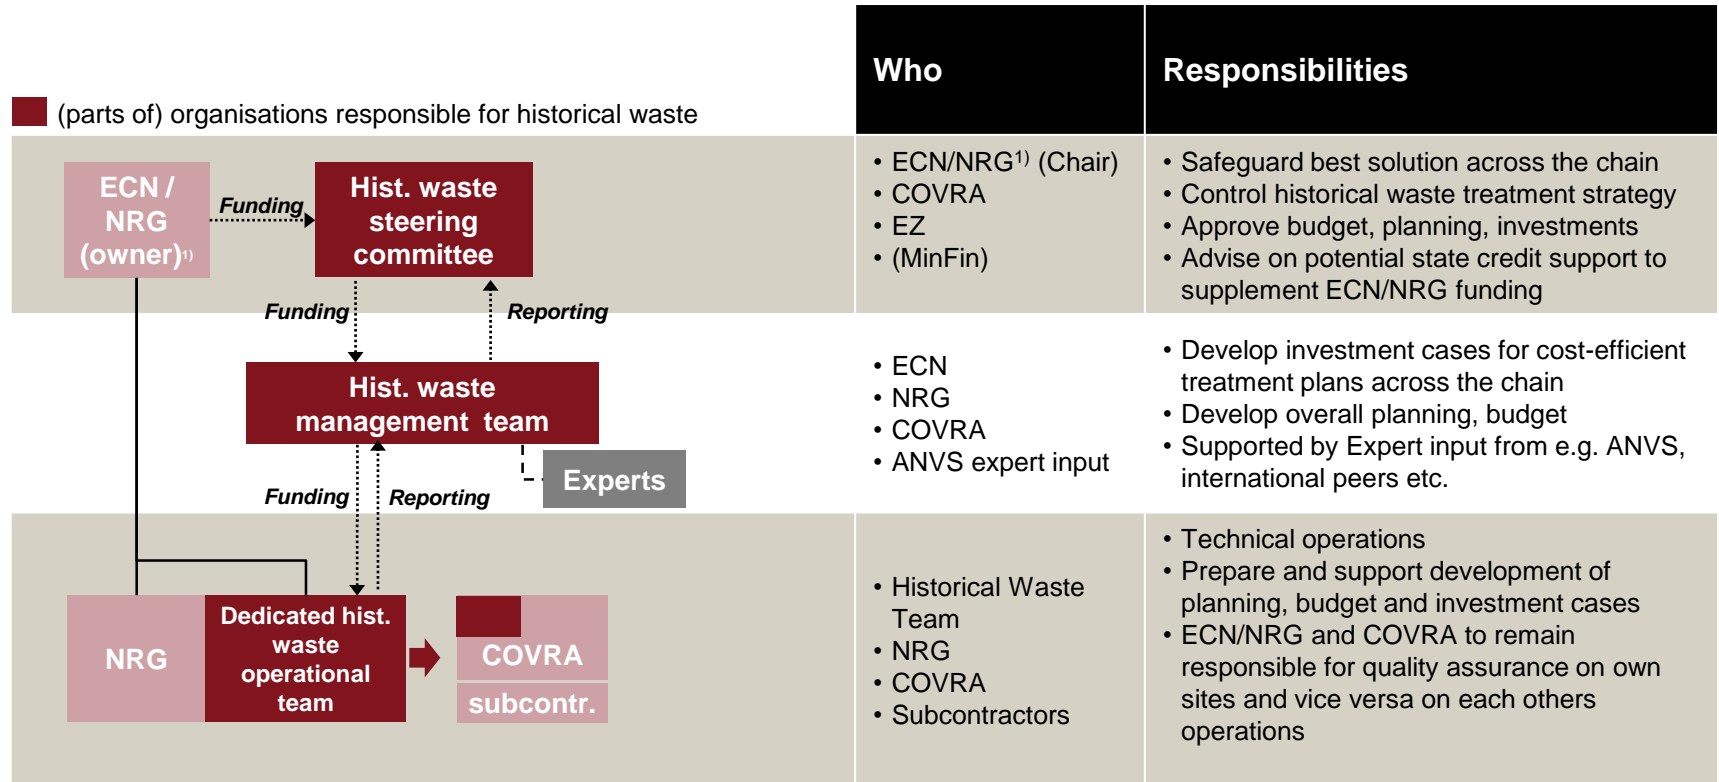 Who
Responsibilities
(parts of) organisations responsible for historical waste
ECN /
NRG
(owner)1)
Funding
Hist. waste
steering
committee
• ECN/NRG1) (Chair)
• COVRA
• EZ
• (MinFin)
• Safeguard best solution across the chain
• Control historical waste treatment strategy
• Approve budget, planning, investments
• Advise on potential state credit support to
supplement ECN/NRG funding
Funding
Reporting
Hist. waste
management team
Experts
• ECN
• NRG
• COVRA
• ANVS expert input
• Develop investment cases for cost-efficient
treatment plans across the chain
• Develop overall planning, budget
• Supported by Expert input from e.g. ANVS,
international peers etc.
Funding
Reporting
NRG
Dedicated hist.
waste
operational
team
COVRA
subcontr.
• Historical Waste
Team
• NRG
• COVRA
• Subcontractors
• Technical operations
• Prepare and support development of
planning, budget and investment cases
• ECN/NRG and COVRA to remain
responsible for quality assurance on own
sites and vice versa on each others
operations